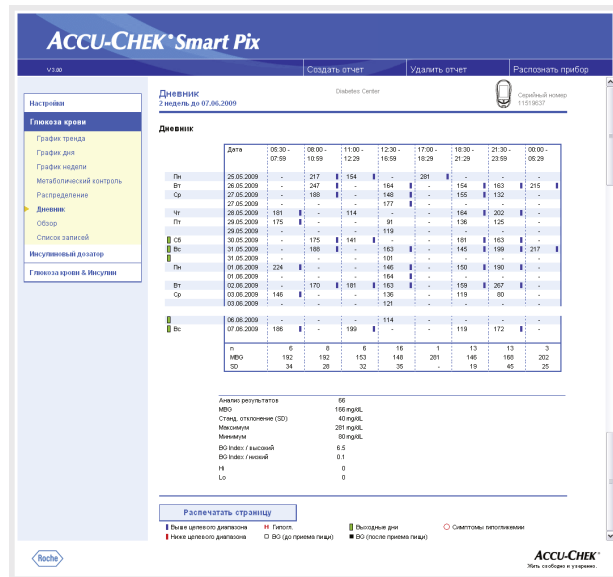 ACCU-CHEK® Smart Pix
V 3.00 Создать отчет Удалить отчет Распознать прибор
Настройки
Глюкоза крови
График тренда
График дня
График недели
Метаболический контроль
Распределение
Дневник
Обзор
Список записей
Инсулиновый дозатор
Глюкоза крови & Инсулин
Дневник
2 недель до 07.06.2009
Diabetes Center
Серийный номер
11519637
Дневник
Дата 05:30 - 07:59 08:00 - 10:59 11:00 - 12:29 12:30 - 16:59 17:00 - 18:29 18:30 - 21:29 21:30 - 23:59 00:00 - 05:29
Пн 25.05.2009 - 217 154 - 281 - - -
Вт 26.05.2009 - 247 - 164 - 154 163 215
Ср 27.05.2009 - 188 - 148 - 155 132 -
27.05.2009 - - - 177 - - - -
Чт 28.05.2009 181 - 114 - - 164 202 -
Пт 29.05.2009 175 - - 91 - 136 125 -
29.05.2009 - - - 119 - - - -
Сб 30.05.2009 - 175 141 - - 181 163 -
Вс 31.05.2009 - 188 - 163 - 145 199 217
31.05.2009 - - - 101 - - - -
Пн 01.06.2009 224 - - 146 - 150 190 -
01.06.2009 - - - 164 - - - -
Вт 02.06.2009 - 170 181 163 - 159 267 -
Ср 03.06.2009 146 - - 136 - 119 80 -
03.06.2009 - - - 121 - - - -
06.06.2009 - - - 114 - - - -
Вс 07.06.2009 186 - 199 - - 119 172 -
n 6 8 6 16 1 13 13 3
MBG 192 192 153 148 281 146 168 202
SD 34 28 32 35 - 19 45 25
Анализ результатов 66
MBG 166 mg/dL
Станд. отклонение (SD) 40 mg/dL
Максимум 281 mg/dL
Минимум 80 mg/dL
BG Index / высокий 6.5
BG Index / низкий 0.1
Hi 0
Lo 0
Распечатать страницу
Выше целевого диапазона H Гипогл. Выходные дни Симптомы гипогликемии
Ниже целевого диапазона BG (до приема пищи) BG (после приема пищи)
Roche
ACCU-CHEK®
Жить свободно и уверенно.